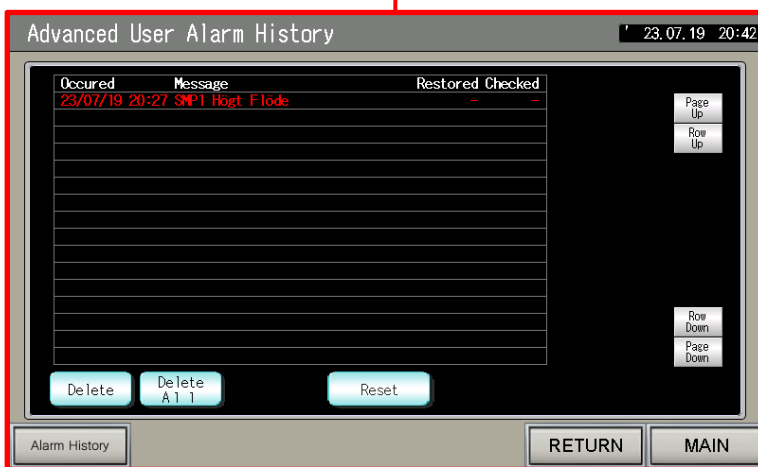 Advanced User Alarm History
' 23.07.19 20:42
Occured Message Restored Checked
23/07/19 20:27 SMP1 Högt Flöde - -
Page
Up
Row
Up
Row
Down
Page
Down
Delete
Delete
All
Reset
Alarm History
RETURN
MAIN